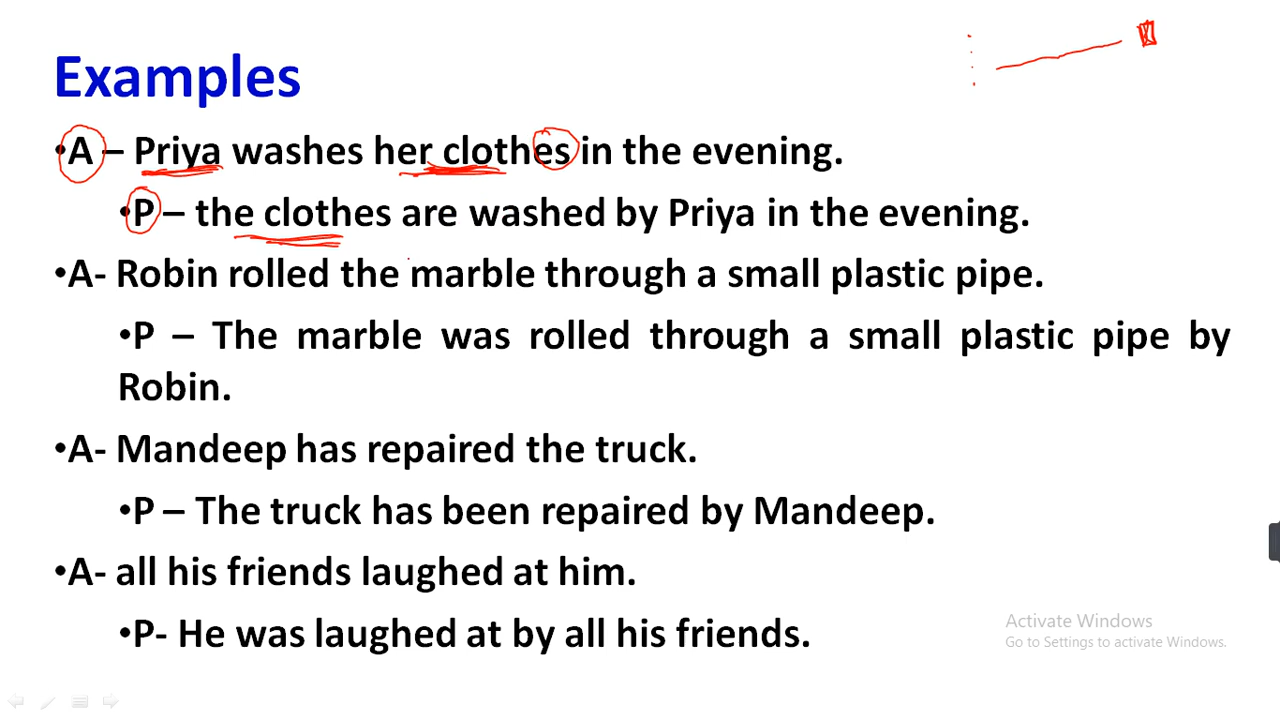 Examples
•A – Priya washes her clothes in the evening.
•P – the clothes are washed by Priya in the evening.
•A- Robin rolled the marble through a small plastic pipe.
•P – The marble was rolled through a small plastic pipe by
Robin.
•A- Mandeep has repaired the truck.
•P – The truck has been repaired by Mandeep.
•A- all his friends laughed at him.
•P- He was laughed at by all his friends.
Activate Windows
Go to Settings to activate Windows.